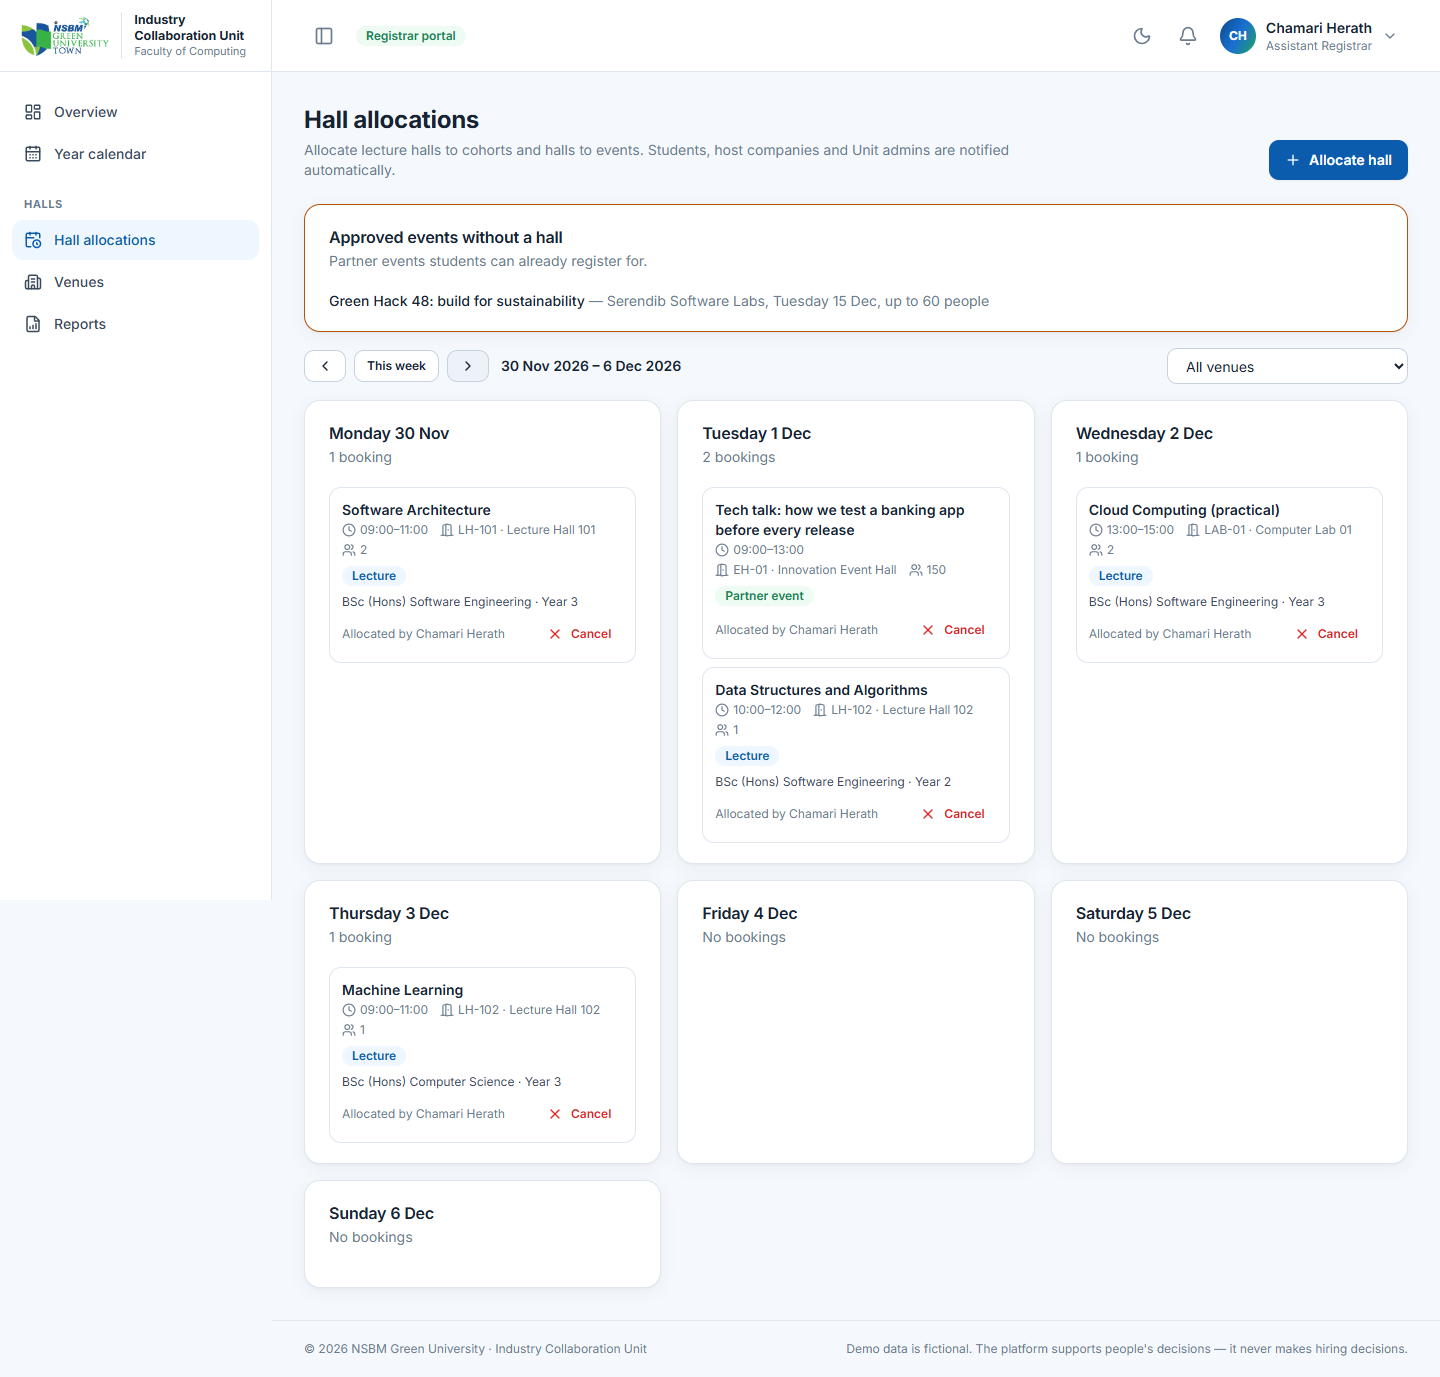 NSBM
GREEN
UNIVERSITY
TOWN
Industry
Collaboration Unit
Faculty of Computing
Registrar portal
CH
Chamari Herath
Assistant Registrar
Overview
Year calendar
HALLS
Hall allocations
Venues
Reports
Hall allocations
Allocate lecture halls to cohorts and halls to events. Students, host companies and Unit admins are notified
automatically.
Allocate hall
Approved events without a hall
Partner events students can already register for.
Green Hack 48: build for sustainability — Serendib Software Labs, Tuesday 15 Dec, up to 60 people
This week
30 Nov 2026 – 6 Dec 2026
All venues
Monday 30 Nov
1 booking
Software Architecture
09:00–11:00 LH-101 · Lecture Hall 101
2
Lecture
BSc (Hons) Software Engineering · Year 3
Allocated by Chamari Herath Cancel
Tuesday 1 Dec
2 bookings
Tech talk: how we test a banking app
before every release
09:00–13:00
EH-01 · Innovation Event Hall 150
Partner event
Allocated by Chamari Herath Cancel
Data Structures and Algorithms
10:00–12:00 LH-102 · Lecture Hall 102
1
Lecture
BSc (Hons) Software Engineering · Year 2
Allocated by Chamari Herath Cancel
Wednesday 2 Dec
1 booking
Cloud Computing (practical)
13:00–15:00 LAB-01 · Computer Lab 01
2
Lecture
BSc (Hons) Software Engineering · Year 3
Allocated by Chamari Herath Cancel
Thursday 3 Dec
1 booking
Machine Learning
09:00–11:00 LH-102 · Lecture Hall 102
1
Lecture
BSc (Hons) Computer Science · Year 3
Allocated by Chamari Herath Cancel
Friday 4 Dec
No bookings
Saturday 5 Dec
No bookings
Sunday 6 Dec
No bookings
© 2026 NSBM Green University · Industry Collaboration Unit
Demo data is fictional. The platform supports people's decisions — it never makes hiring decisions.